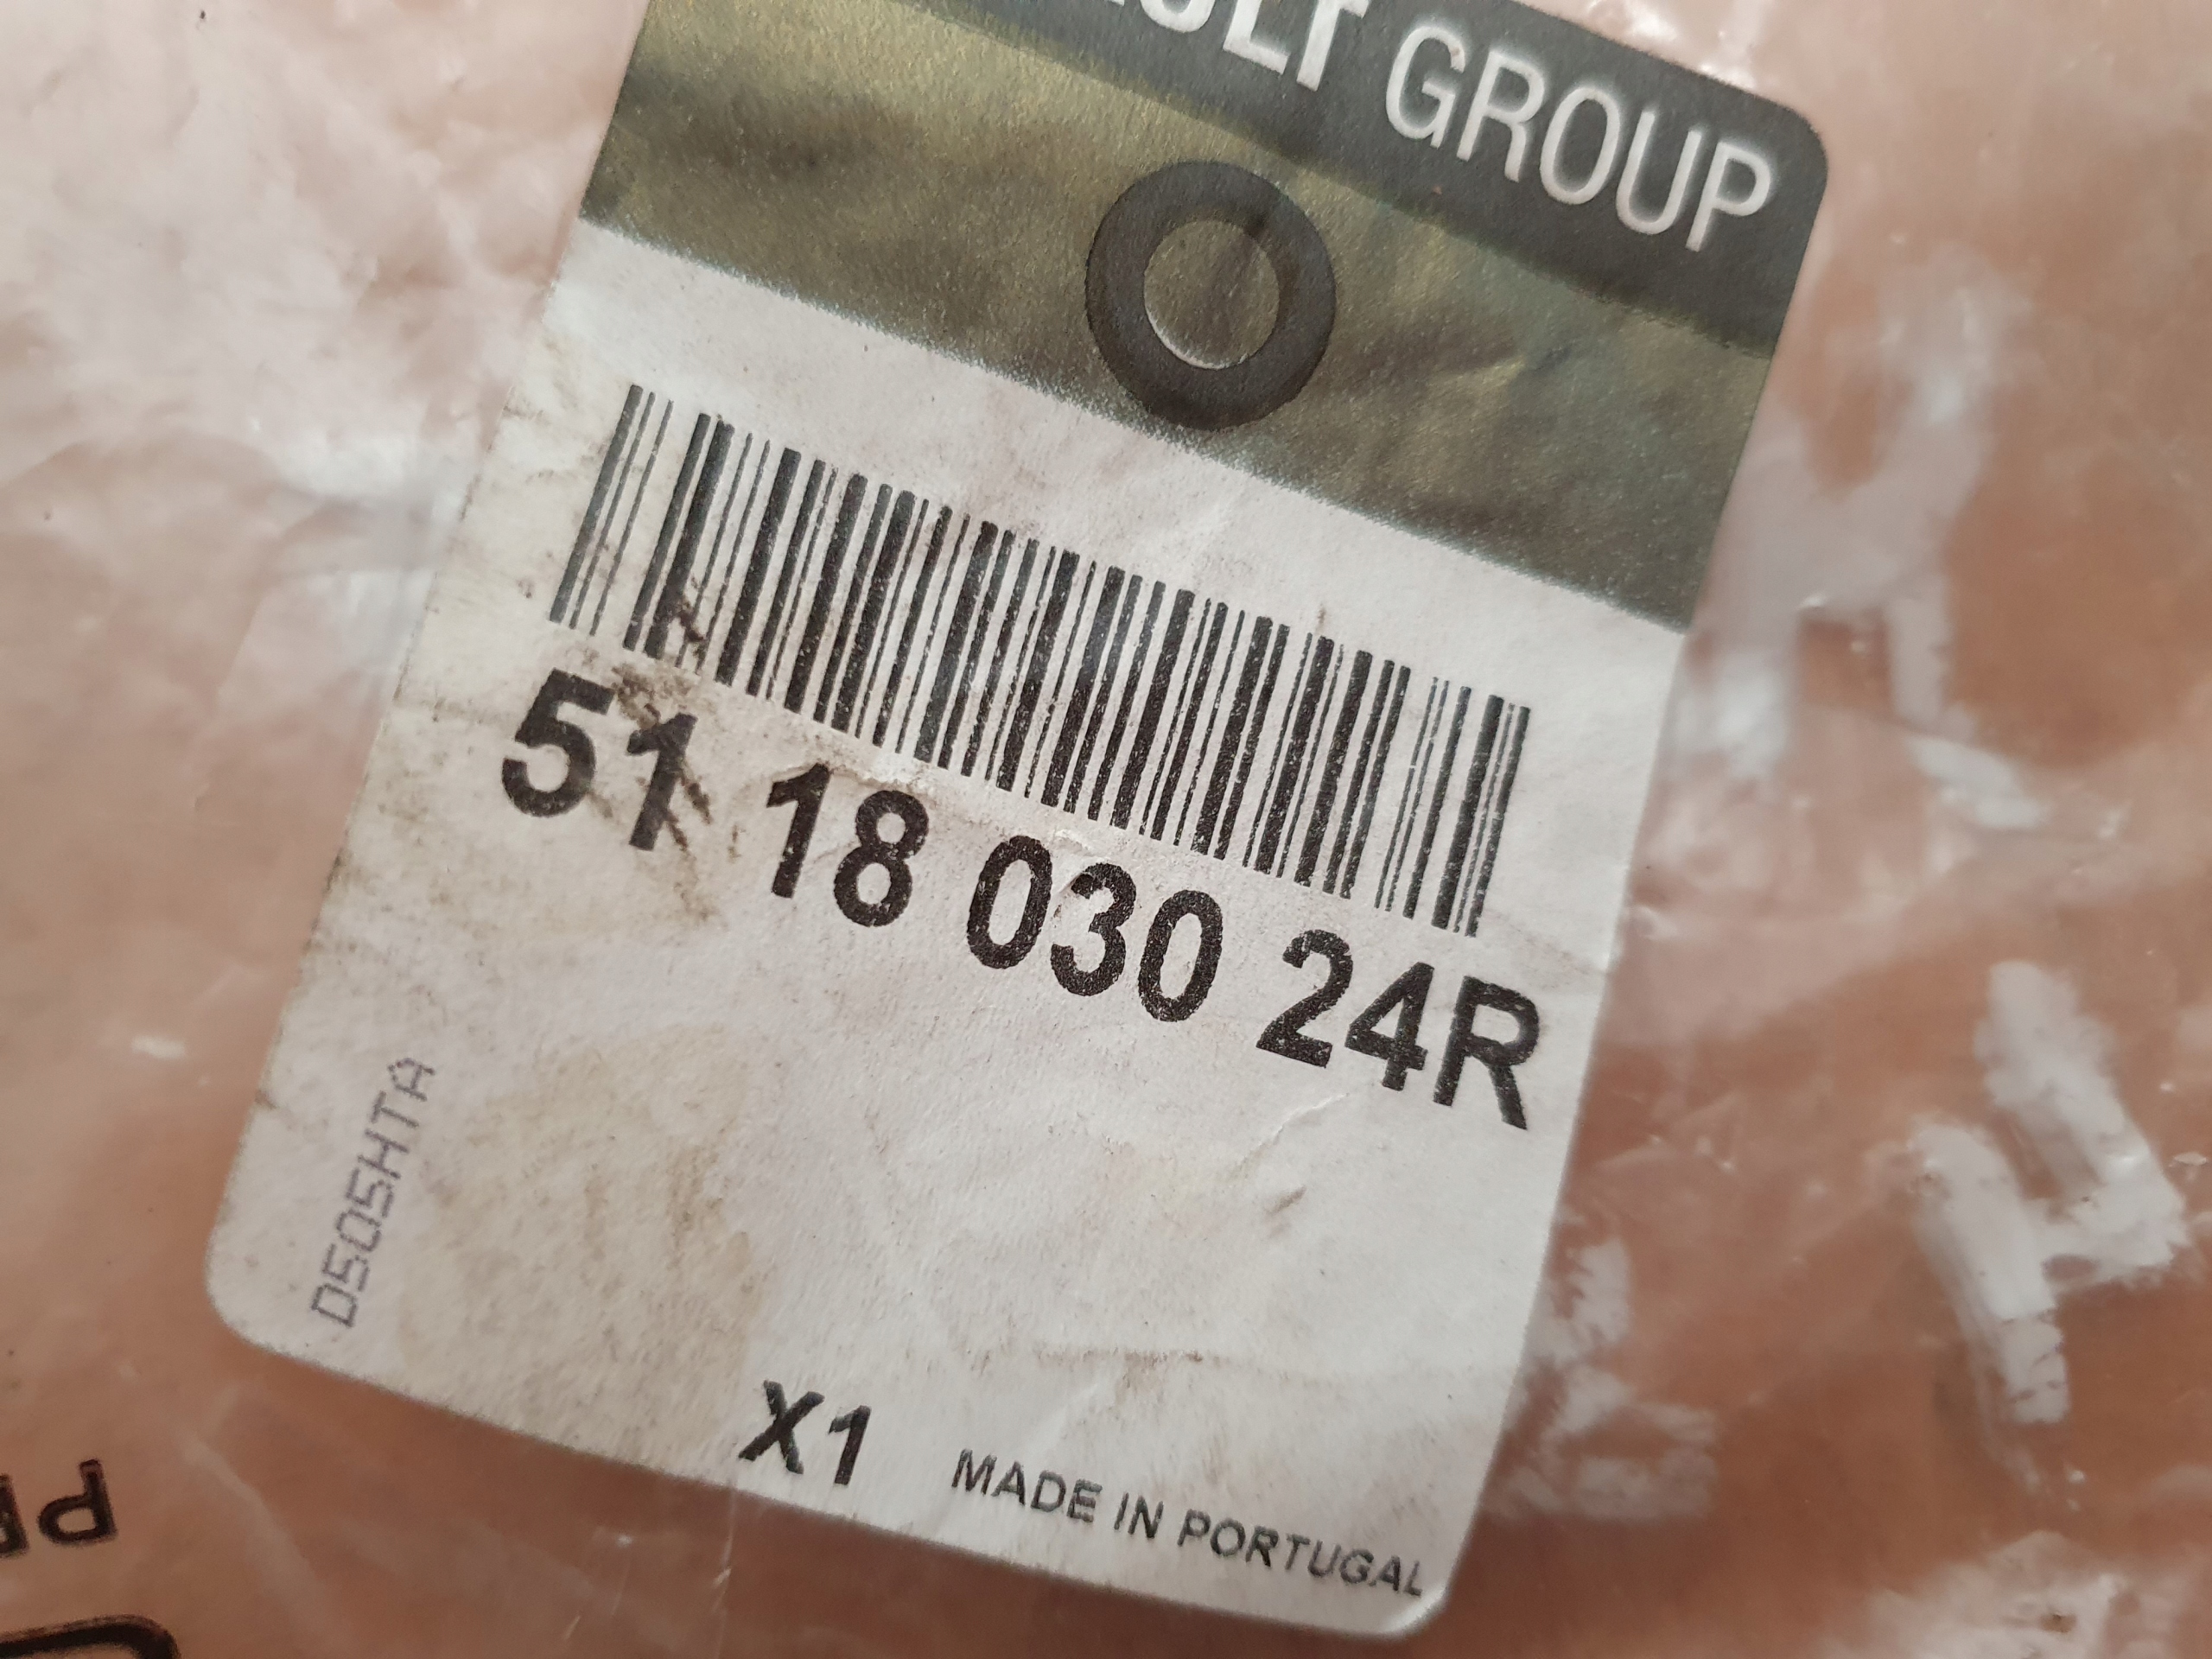 GROUP
51 18 030 24R
D505HTA
X1 MADE IN PORTUGAL